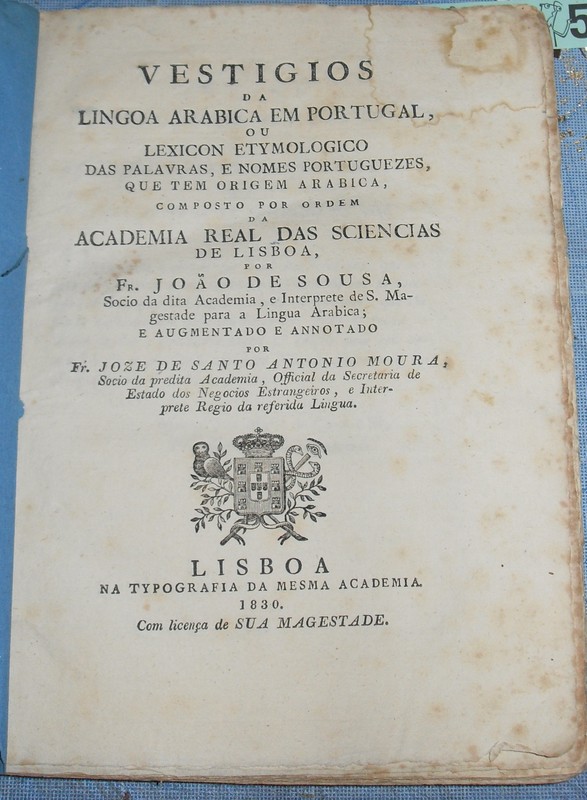 VESTIGIOS
DA
LINGOA ARABICA EM PORTUGAL,
OU
LEXICON ETYMOLOGICO
DAS PALAVRAS, E NOMES PORTUGUEZES,
QUE TEM ORIGEM ARABICA,
COMPOSTO POR ORDEM
DA
ACADEMIA REAL DAS SCIENCIAS
DE LISBOA,
POR
FR. JOÃO DE SOUSA,
Socio da dita Academia, e Interprete de S. Ma-
gestade para a Lingua Arabica;
E AUGMENTADO E ANNOTADO
POR
FR. JOZE DE SANTO ANTONIO MOURA,
Socio da predita Academia, Official da Secretaria de
Estado dos Negocios Estrangeiros, e Inter-
prete Regio da referida Lingua.
LISBOA
NA TYPOGRAFIA DA MESMA ACADEMIA.
1830.
Com licença de SUA MAGESTADE.
5